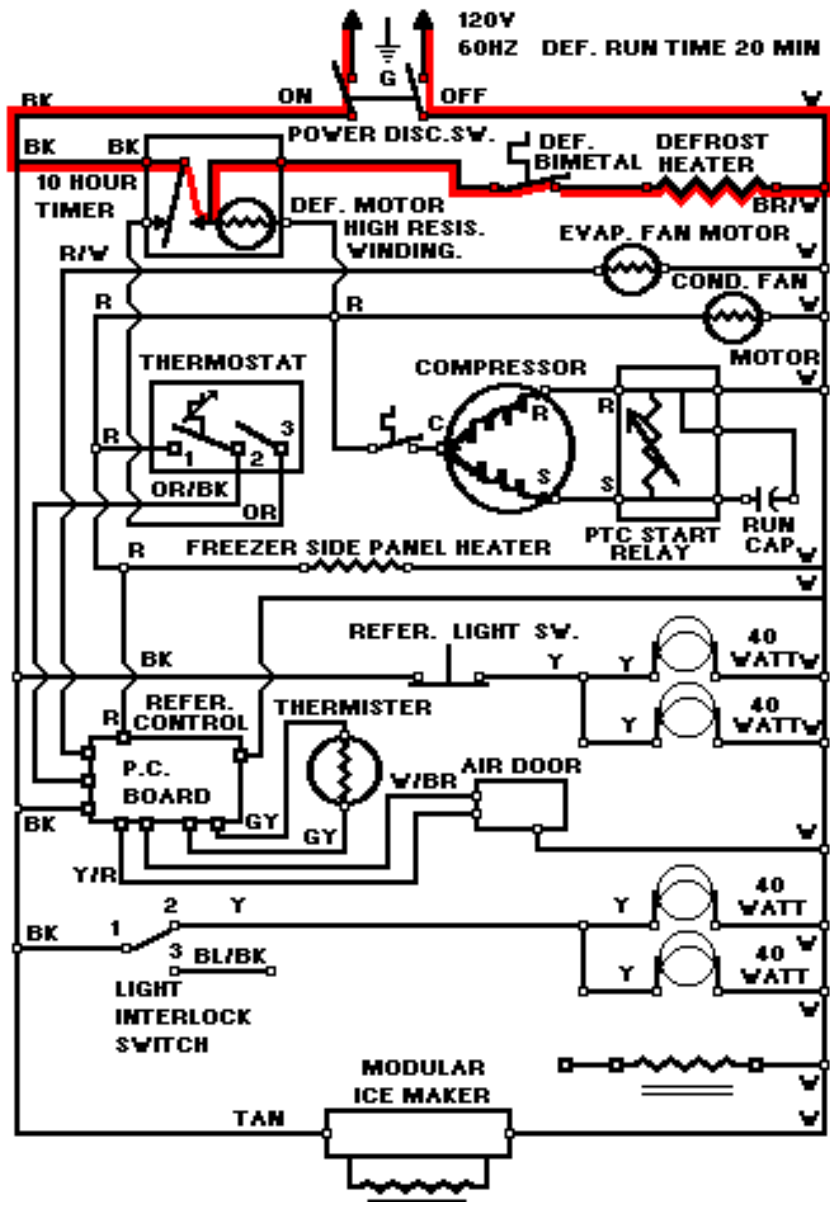 120V
60HZ DEF. RUN TIME 20 MIN
G
BK ON OFF W
POWER DISC.SW.
BK BK DEF. BIMETAL DEFROST HEATER
10 HOUR TIMER
BR/W
DEF. MOTOR
HIGH RESIS. WINDING.
R/W EVAP. FAN MOTOR W
COND. FAN
R R W
MOTOR
THERMOSTAT COMPRESSOR W
R 1 2 3 C R R
OR/BK S S
OR
PTC START RELAY RUN CAP
R FREEZER SIDE PANEL HEATER W
W
REFER. LIGHT SW. 40 WATT W
BK Y Y
REFER. CONTROL THERMISTER 40 WATT W
R Y
P.C. BOARD W/BR AIR DOOR
BK GY GY W
Y/R
2 Y Y 40 WATT
BK 1 W
3 BL/BK Y 40 WATT
LIGHT INTERLOCK SWITCH W
MODULAR ICE MAKER W
TAN W